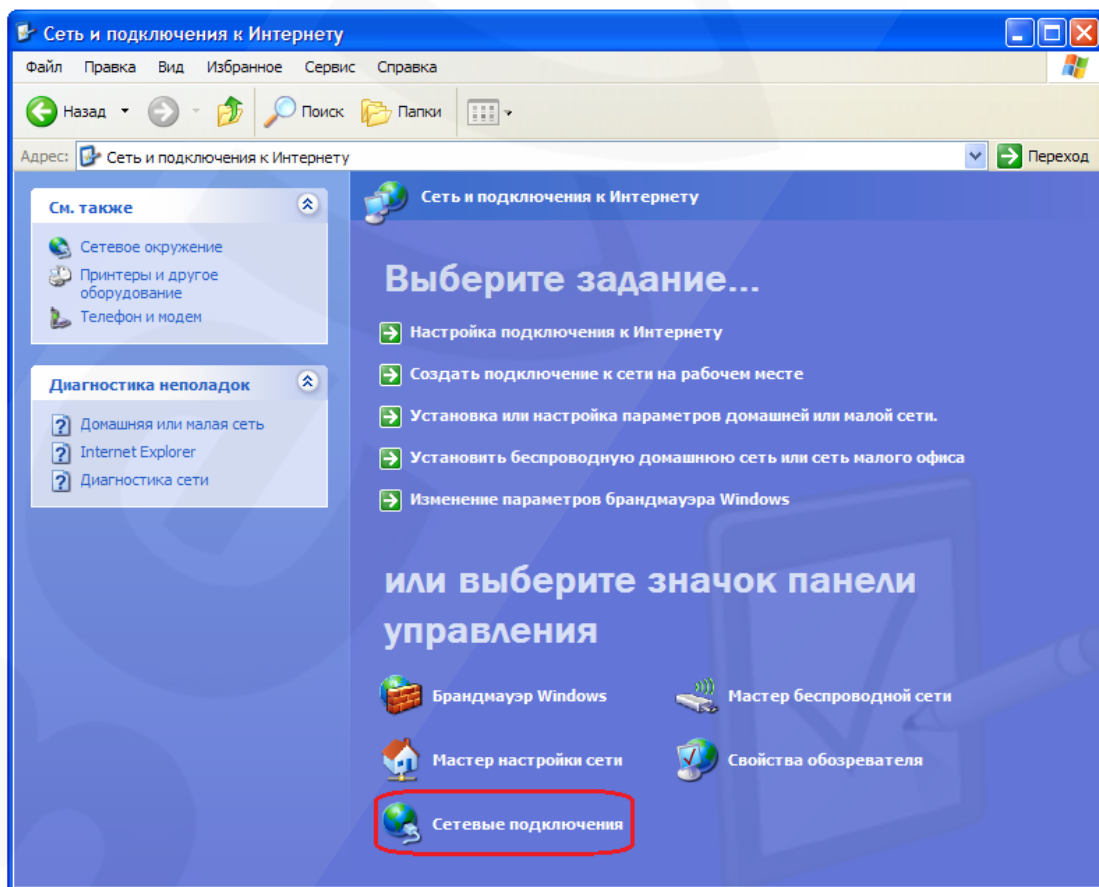 Сеть и подключения к Интернету
Файл Правка Вид Избранное Сервис Справка
Назад Поиск Папки
Адрес: Сеть и подключения к Интернету Переход
См. также
Сетевое окружение
Принтеры и другое
оборудование
Телефон и модем
Диагностика неполадок
Домашняя или малая сеть
Internet Explorer
Диагностика сети
Сеть и подключения к Интернету
Выберите задание...
Настройка подключения к Интернету
Создать подключение к сети на рабочем месте
Установка или настройка параметров домашней или малой сети.
Установить беспроводную домашнюю сеть или сеть малого офиса
Изменение параметров брандмауэра Windows
или выберите значок панели
управления
Брандмауэр Windows Мастер беспроводной сети
Мастер настройки сети Свойства обозревателя
Сетевые подключения